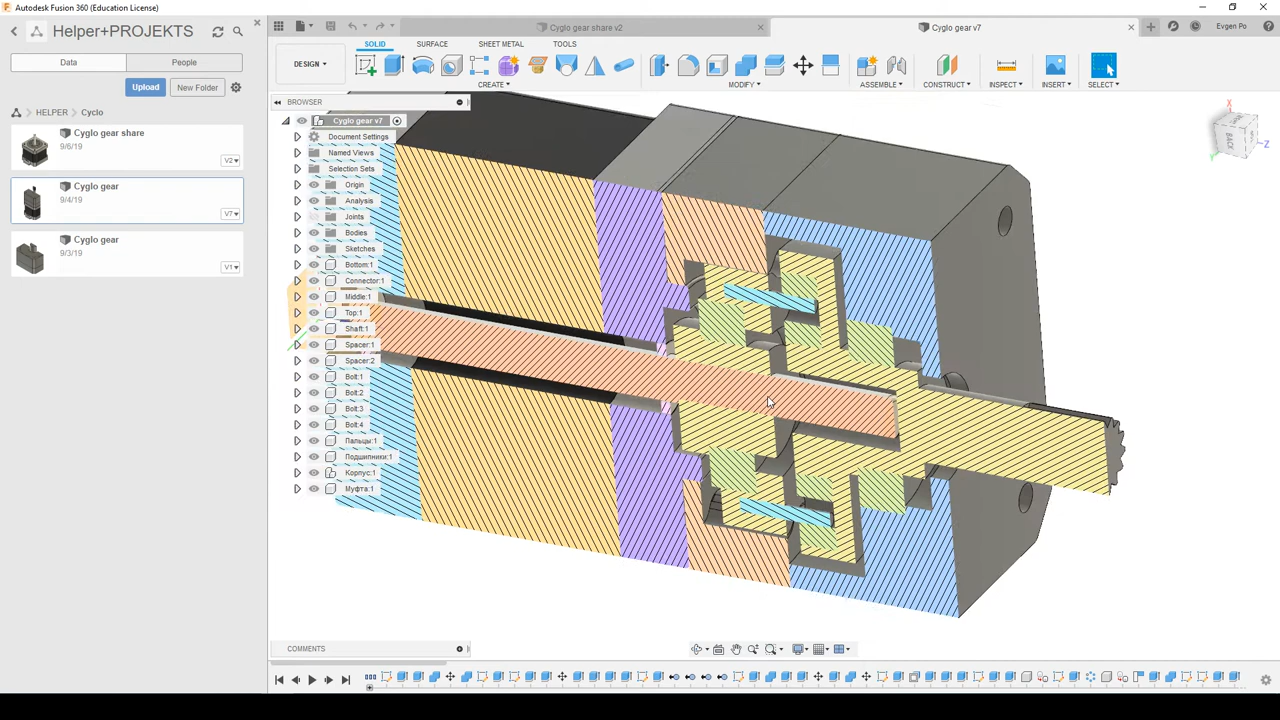 Autodesk Fusion 360 (Education License)
Helper+PROJEKTS
Data People
Upload New Folder
HELPER Cyclo
Cyglo gear share
9/6/19
V2
Cyglo gear
9/4/19
V7
Cyglo gear
9/3/19
V1
Cyglo gear share v2
Cyglo gear v7
Evgen Po
SOLID SURFACE SHEET METAL TOOLS
DESIGN
CREATE MODIFY ASSEMBLE CONSTRUCT INSPECT INSERT SELECT
BROWSER
Cyglo gear v7
Document Settings
Named Views
Selection Sets
Origin
Analysis
Joints
Bodies
Sketches
Bottom:1
Connector:1
Middle:1
Top:1
Shaft:1
Spacer:1
Spacer:2
Bolt:1
Bolt:2
Bolt:3
Bolt:4
Пальцы:1
Подшипники:1
Корпус:1
Муфта:1
X
Z
BACK
COMMENTS